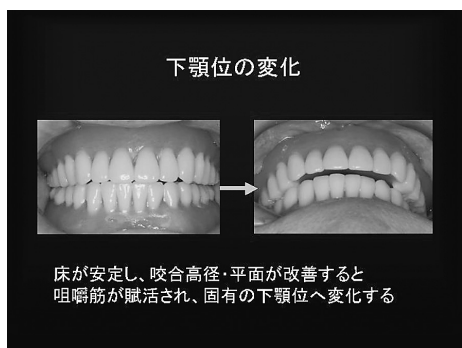 下顎位の変化
床が安定し、咬合高径・平面が改善すると
咀嚼筋が賦活され、固有の下顎位へ変化する